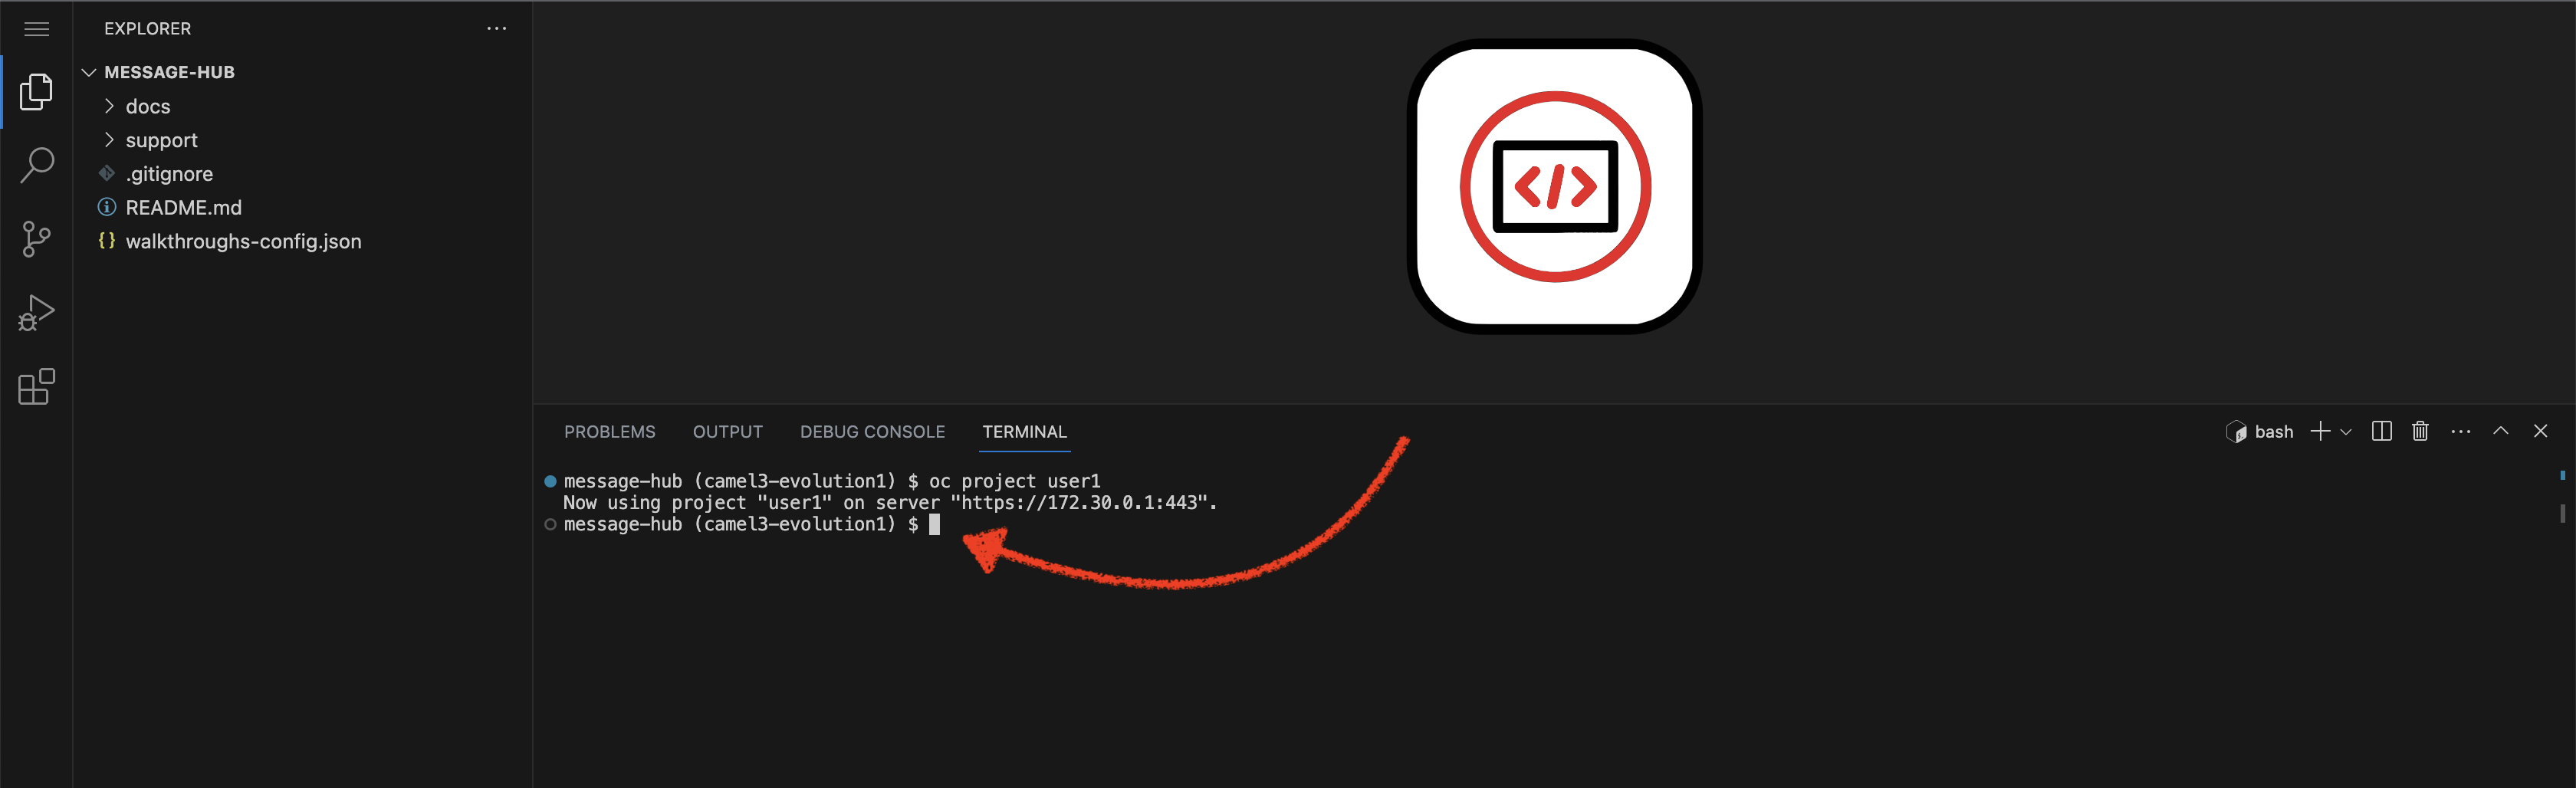 EXPLORER
MESSAGE-HUB
docs
support
.gitignore
README.md
walkthroughs-config.json
</>
PROBLEMS OUTPUT DEBUG CONSOLE TERMINAL
bash
message-hub (camel3-evolution1) $ oc project user1
Now using project "user1" on server "https://172.30.0.1:443".
message-hub (camel3-evolution1) $